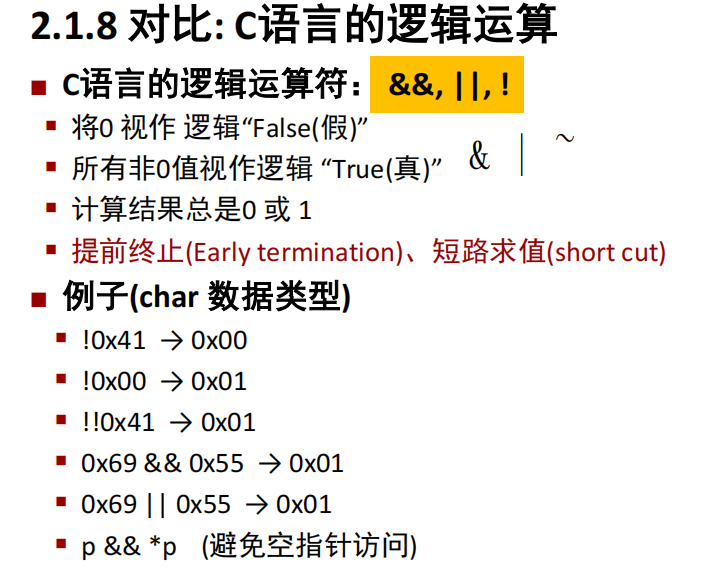 2.1.8 对比: C语言的逻辑运算
C语言的逻辑运算符： &&, ||, !
将0 视作 逻辑“False(假)”
所有非0值视作逻辑 “True(真)” & | ~
计算结果总是0 或 1
提前终止(Early termination)、短路求值(short cut)
例子(char 数据类型)
!0x41 → 0x00
!0x00 → 0x01
!!0x41 → 0x01
0x69 && 0x55 → 0x01
0x69 || 0x55 → 0x01
p && *p (避免空指针访问)